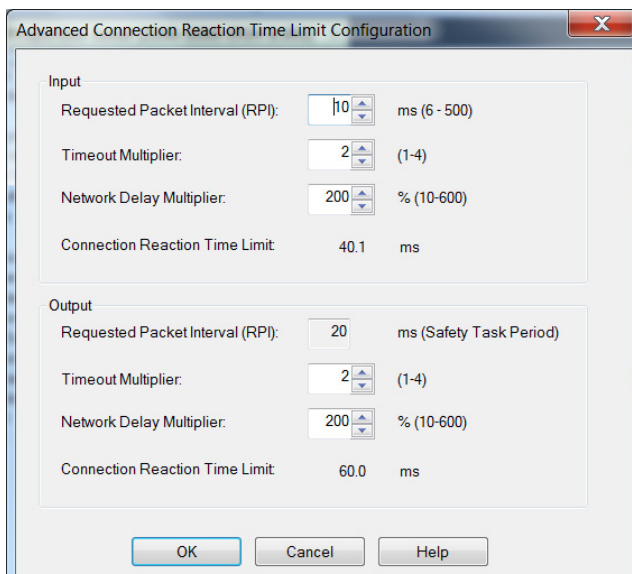 Advanced Connection Reaction Time Limit Configuration
Input
Requested Packet Interval (RPI): 10 ms (6 - 500)
Timeout Multiplier: 2 (1-4)
Network Delay Multiplier: 200 % (10-600)
Connection Reaction Time Limit: 40.1 ms
Output
Requested Packet Interval (RPI): 20 ms (Safety Task Period)
Timeout Multiplier: 2 (1-4)
Network Delay Multiplier: 200 % (10-600)
Connection Reaction Time Limit: 60.0 ms
OK Cancel Help